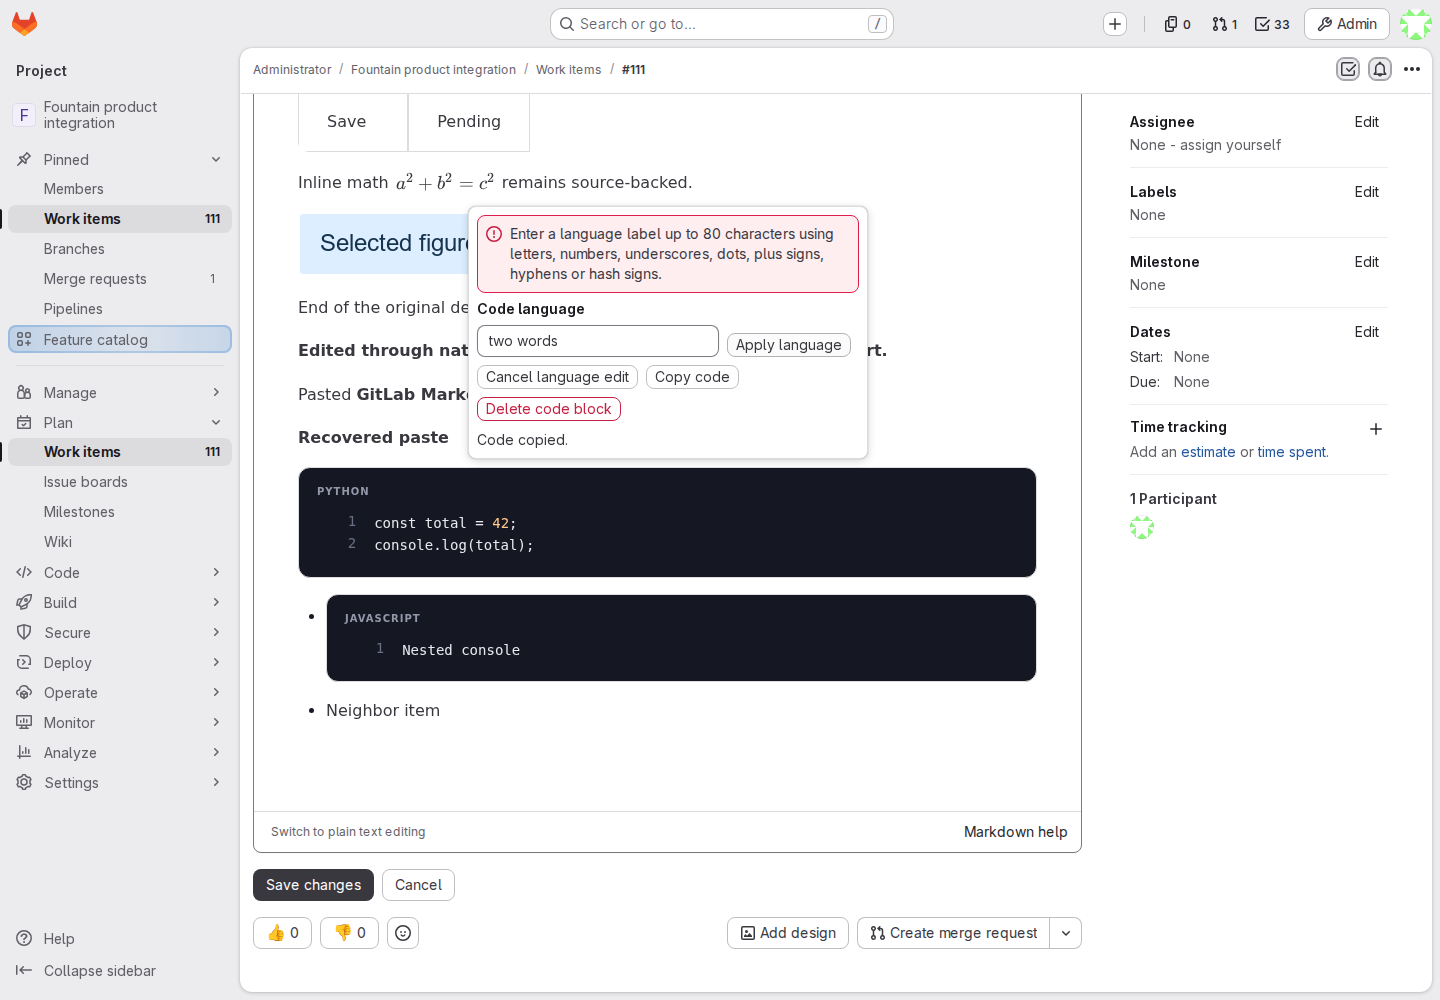 Search or go to...
/
0
1
33
Admin
Project
F
Fountain product integration
Pinned
Members
Work items
111
Branches
Merge requests
1
Pipelines
Feature catalog
Manage
Plan
Work items
111
Issue boards
Milestones
Wiki
Code
Build
Secure
Deploy
Operate
Monitor
Analyze
Settings
Help
Collapse sidebar
Administrator / Fountain product integration / Work items / #111
Save
Pending
Inline math a² + b² = c² remains source-backed.
Selected figure
End of the original de
Edited through nat
rt.
Pasted GitLab Marke
Recovered paste
Enter a language label up to 80 characters using
letters, numbers, underscores, dots, plus signs,
hyphens or hash signs.
Code language
two words
Apply language
Cancel language edit
Copy code
Delete code block
Code copied.
PYTHON
1 const total = 42;
2 console.log(total);
JAVASCRIPT
1 Nested console
Neighbor item
Switch to plain text editing
Markdown help
Save changes
Cancel
👍 0
👎 0
Add design
Create merge request
Assignee
Edit
None - assign yourself
Labels
Edit
None
Milestone
Edit
None
Dates
Edit
Start: None
Due: None
Time tracking
Add an estimate or time spent.
1 Participant